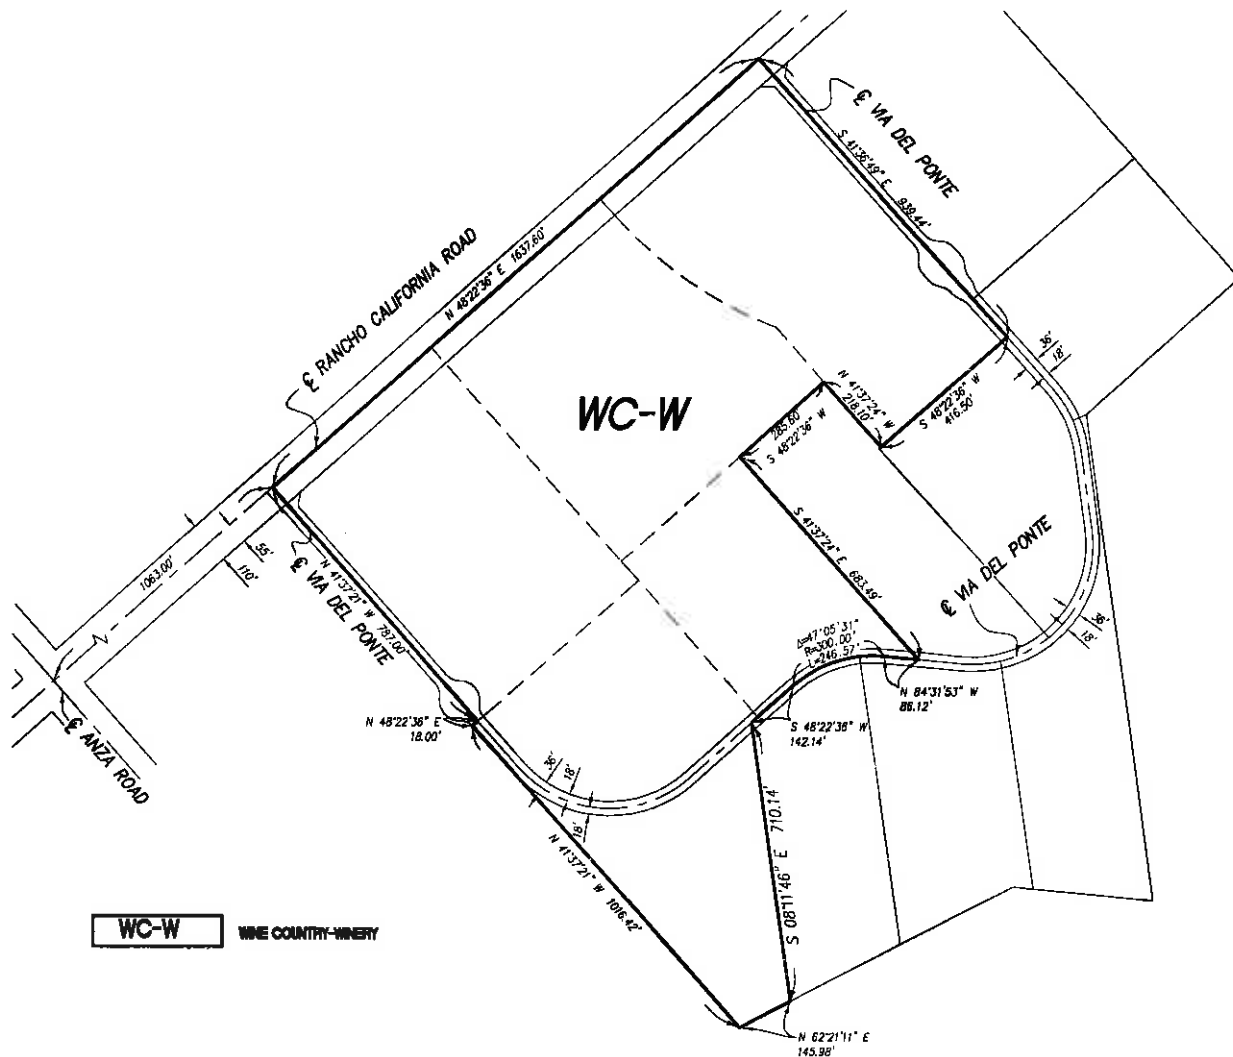 ℄ VIA DEL PONTE
S 41°36'49" E 939.44'
℄ RANCHO CALIFORNIA ROAD
N 48°22'36" E 1637.60'
36'
18'
WC-W
N 41°37'24" W
218.10'
S 48°22'36" W
416.50'
285.60
S 48°22'36" W
1063.00'
55'
110'
℄ VIA DEL PONTE
N 41°37'21" W 787.00'
S 41°37'24" E 683.49'
℄ VIA DEL PONTE
36'
18'
Δ=47°05'31"
R=300.00'
L=246.57'
N 84°31'53" W
86.12'
N 48°22'36" E
18.00'
S 48°22'36" W
142.14'
℄ ANZA ROAD
36'
18'
18'
N 41°37'21" W 1016.42'
S 08°11'46" E 710.14'
WC-W
WINE COUNTRY-WINERY
N 62°21'11" E
145.98'